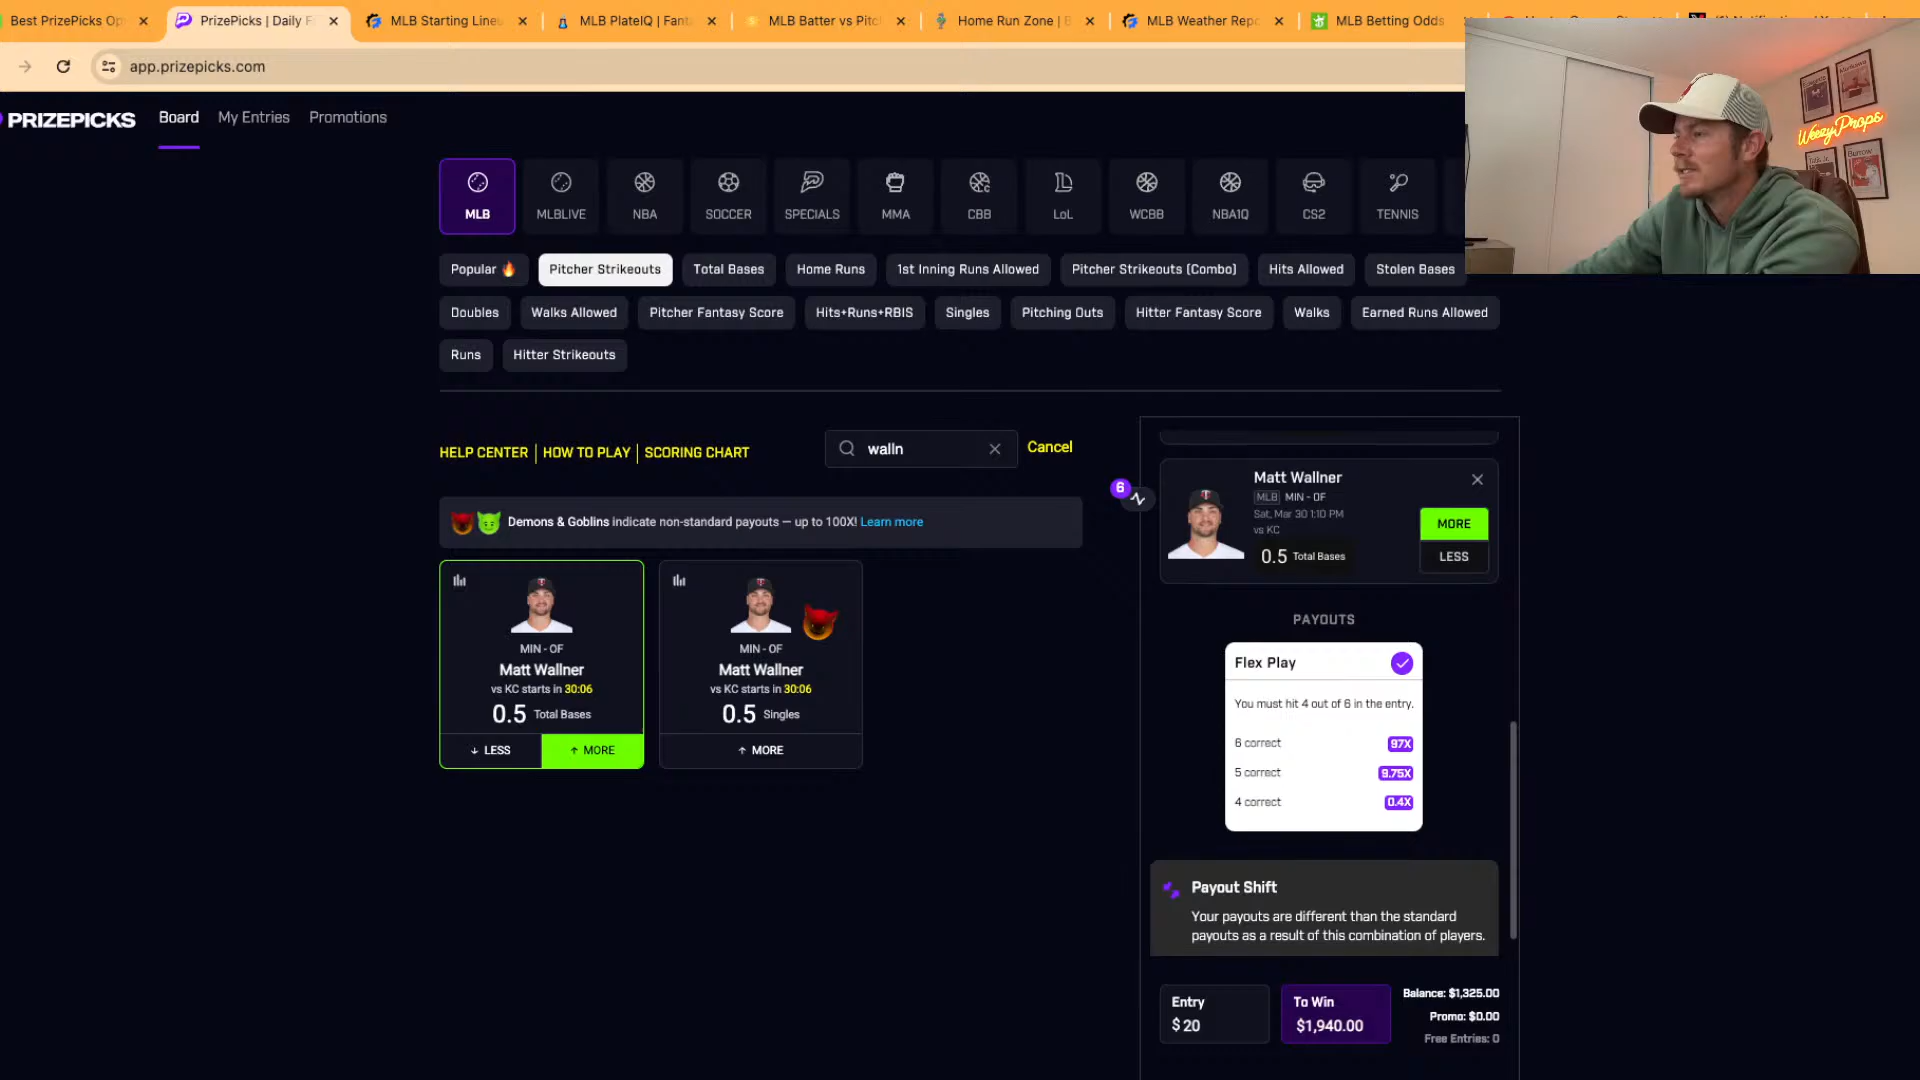 Best PrizePicks Op
PrizePicks | Daily F
MLB Starting Lineu
MLB PlateIQ | Fant
MLB Batter vs Pitc
Home Run Zone | B
MLB Weather Repo
MLB Betting Odds
app.prizepicks.com
PRIZEPICKS
Board
My Entries
Promotions
WeezyProps
Burrow
MLB
MLBLIVE
NBA
SOCCER
SPECIALS
MMA
CBB
LoL
WCBB
NBA1Q
CS2
TENNIS
Popular
Pitcher Strikeouts
Total Bases
Home Runs
1st Inning Runs Allowed
Pitcher Strikeouts (Combo)
Hits Allowed
Stolen Bases
Doubles
Walks Allowed
Pitcher Fantasy Score
Hits+Runs+RBIS
Singles
Pitching Outs
Hitter Fantasy Score
Walks
Earned Runs Allowed
Runs
Hitter Strikeouts
HELP CENTER | HOW TO PLAY | SCORING CHART
walln
Cancel
Demons & Goblins indicate non-standard payouts — up to 100X! Learn more
MIN - OF
Matt Wallner
vs KC starts in 30:06
0.5 Total Bases
↓ LESS
↑ MORE
MIN - OF
Matt Wallner
vs KC starts in 30:06
0.5 Singles
↑ MORE
6
Matt Wallner
MLB MIN - OF
Sat, Mar 30 1:10 PM
vs KC
0.5 Total Bases
MORE
LESS
PAYOUTS
Flex Play
You must hit 4 out of 6 in the entry.
6 correct 97X
5 correct 9.75X
4 correct 0.4X
Payout Shift
Your payouts are different than the standard
payouts as a result of this combination of players.
Entry
$ 20
To Win
$1,940.00
Balance: $1,325.00
Promo: $0.00
Free Entries: 0